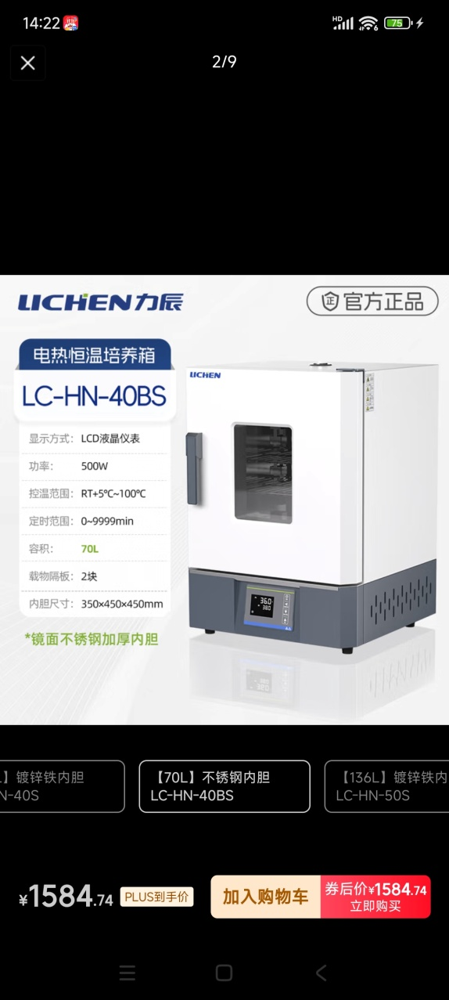 14:22
HD
6
75
2/9
LICHEN力辰
正 官方正品
电热恒温培养箱
LC-HN-40BS
显示方式： LCD液晶仪表
功率： 500W
控温范围： RT+5℃~100℃
定时范围： 0~9999min
容积： 70L
载物隔板： 2块
内胆尺寸： 350×450×450mm
*镜面不锈钢加厚内胆
LICHEN
36.0
38.0
】镀锌铁内胆
N-40S
【70L】不锈钢内胆
LC-HN-40BS
【136L】镀锌铁内
LC-HN-50S
¥1584.74
PLUS到手价
加入购物车
券后价¥1584.74
立即购买